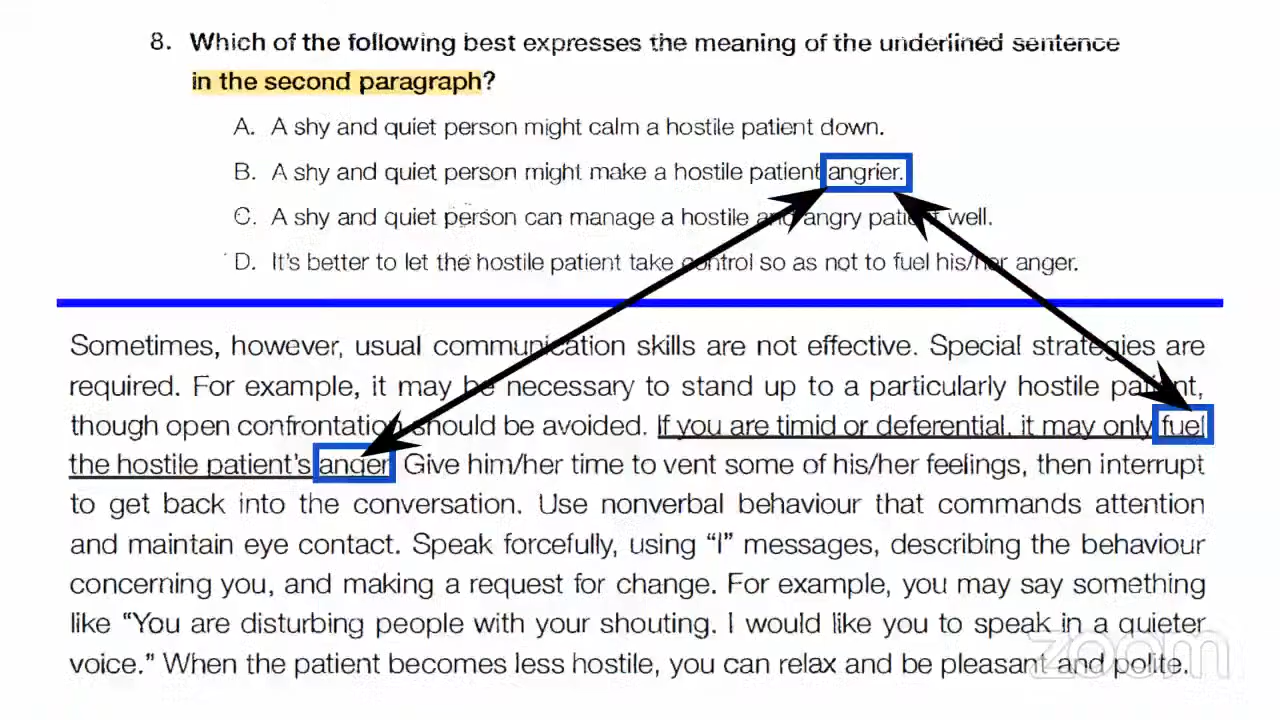 8. Which of the following best expresses the meaning of the underlined sentence
in the second paragraph?
A. A shy and quiet person might calm a hostile patient down.
B. A shy and quiet person might make a hostile patient angrier.
C. A shy and quiet person can manage a hostile and angry patient well.
D. It's better to let the hostile patient take control so as not to fuel his/her anger.
Sometimes, however, usual communication skills are not effective. Special strategies are
required. For example, it may be necessary to stand up to a particularly hostile patient,
though open confrontation should be avoided. If you are timid or deferential, it may only fuel
the hostile patient's anger. Give him/her time to vent some of his/her feelings, then interrupt
to get back into the conversation. Use nonverbal behaviour that commands attention
and maintain eye contact. Speak forcefully, using “I” messages, describing the behaviour
concerning you, and making a request for change. For example, you may say something
like “You are disturbing people with your shouting. I would like you to speak in a quieter
voice.” When the patient becomes less hostile, you can relax and be pleasant and polite.
zoom